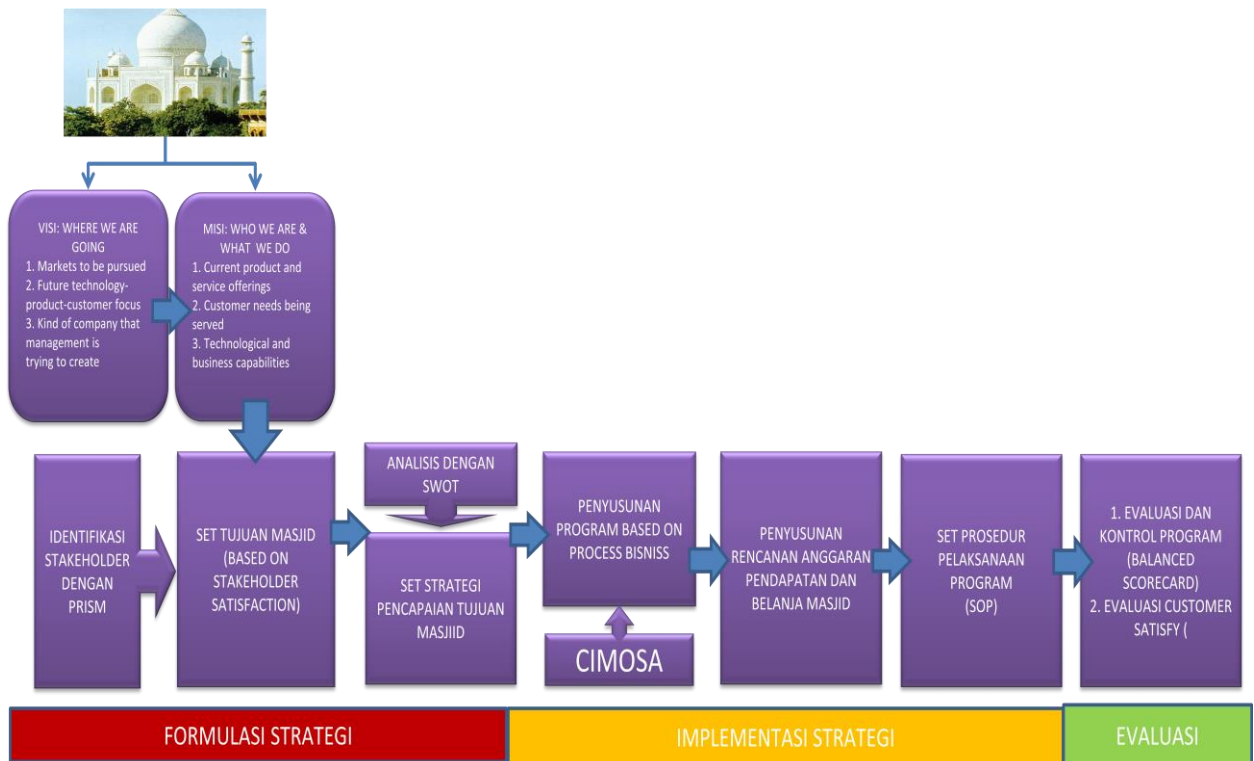 VISI: WHERE WE ARE
GOING
1. Markets to be pursued
2. Future technology-
product-customer focus
3. Kind of company that
management is
trying to create
MISI: WHO WE ARE &
WHAT WE DO
1. Current product and
service offerings
2. Customer needs being
served
3. Technological and
business capabilities
IDENTIFIKASI
STAKEHOLDER
DENGAN
PRISM
SET TUJUAN MASJID
(BASED ON
STAKEHOLDER
SATISFACTION)
ANALISIS DENGAN
SWOT
SET STRATEGI
PENCAPAIAN TUJUAN
MASJIID
PENYUSUNAN
PROGRAM BASED ON
PROCESS BISNISS
CIMOSA
PENYUSUNAN
RENCANAN ANGGARAN
PENDAPATAN DAN
BELANJA MASJID
SET PROSEDUR
PELAKSANAAN
PROGRAM
(SOP)
1. EVALUASI DAN
KONTROL PROGRAM
(BALANCED
SCORECARD)
2. EVALUASI CUSTOMER
SATISFY (
FORMULASI STRATEGI
IMPLEMENTASI STRATEGI
EVALUASI